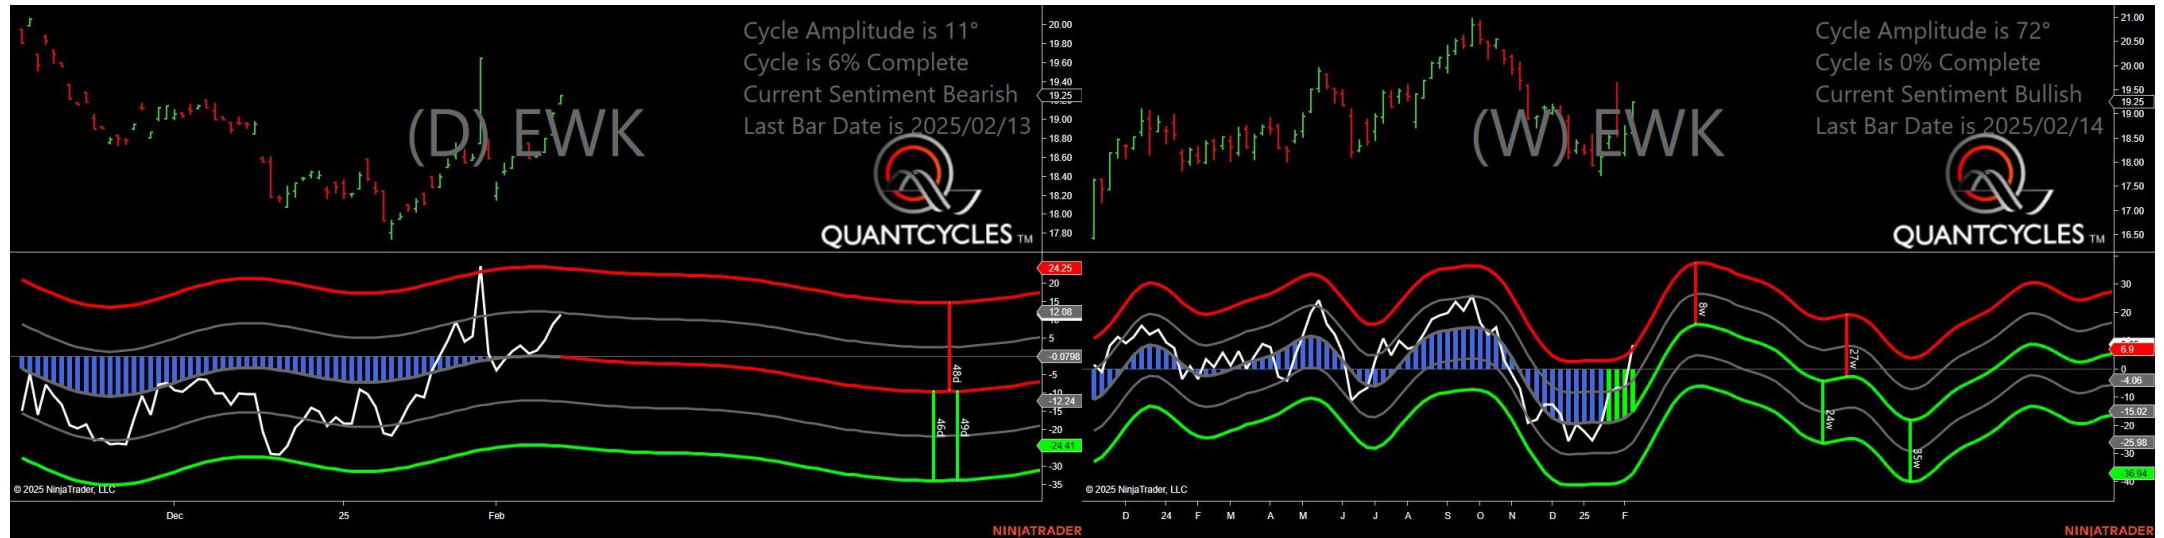 Cycle Amplitude is 11°
Cycle is 6% Complete
Current Sentiment Bearish
Last Bar Date is 2025/02/13
(D) EWK
QUANTCYCLES TM
20.00
19.80
19.60
19.40
19.25
19.00
18.80
18.60
18.40
18.20
18.00
17.80
24.25
20
15
12.08
5
-0.0798
-5
-10
-12.24
-15
-20
-24.41
-30
-35
48d
46d
49d
© 2025 NinjaTrader, LLC
Dec
25
Feb
NINJATRADER
Cycle Amplitude is 72°
Cycle is 0% Complete
Current Sentiment Bullish
Last Bar Date is 2025/02/14
(W) EWK
QUANTCYCLES TM
21.00
20.50
20.00
19.50
19.25
19.00
18.50
18.00
17.50
17.00
16.50
30
20
6.9
0
-4.06
-10
-15.02
-20
-25.98
-30
-36.94
-40
8w
27w
24w
35w
© 2025 NinjaTrader, LLC
D 24 F M A M J J A S O N D 25 F
NINJATRADER